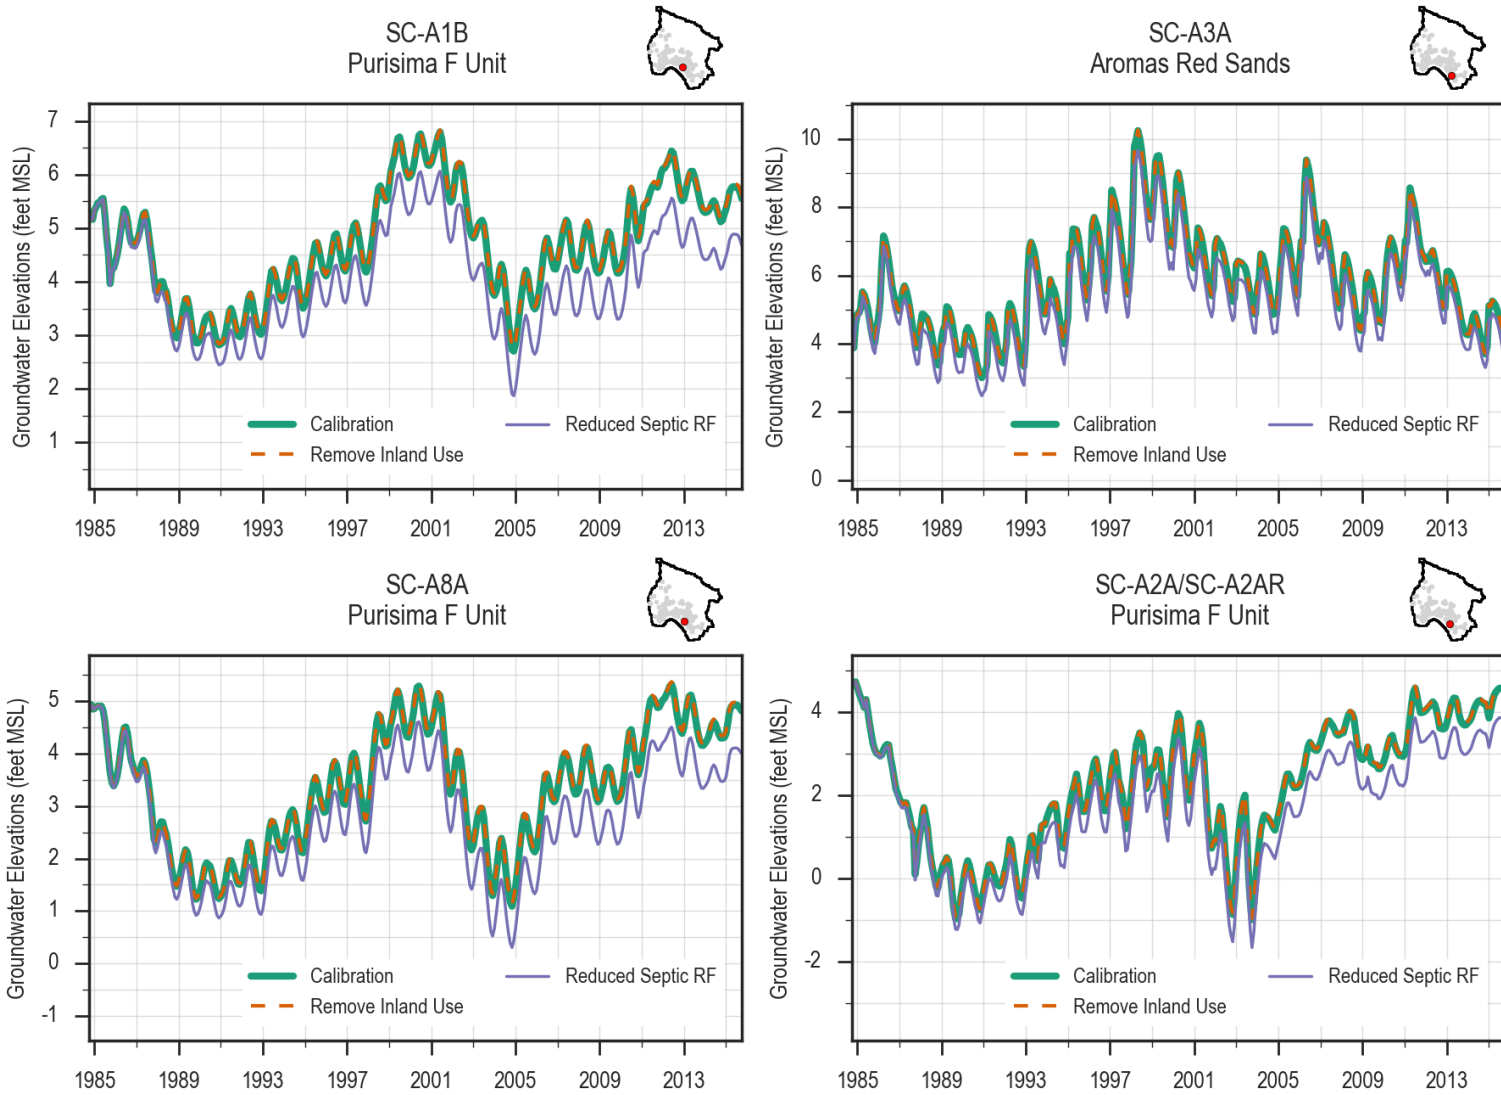 SC-A1B
Purisima F Unit
Groundwater Elevations (feet MSL)
7
6
5
4
3
2
1
Calibration
Reduced Septic RF
Remove Inland Use
1985 1989 1993 1997 2001 2005 2009 2013
SC-A3A
Aromas Red Sands
Groundwater Elevations (feet MSL)
10
8
6
4
2
0
Calibration
Reduced Septic RF
Remove Inland Use
1985 1989 1993 1997 2001 2005 2009 2013
SC-A8A
Purisima F Unit
Groundwater Elevations (feet MSL)
5
4
3
2
1
0
-1
Calibration
Reduced Septic RF
Remove Inland Use
1985 1989 1993 1997 2001 2005 2009 2013
SC-A2A/SC-A2AR
Purisima F Unit
Groundwater Elevations (feet MSL)
4
2
0
-2
Calibration
Reduced Septic RF
Remove Inland Use
1985 1989 1993 1997 2001 2005 2009 2013